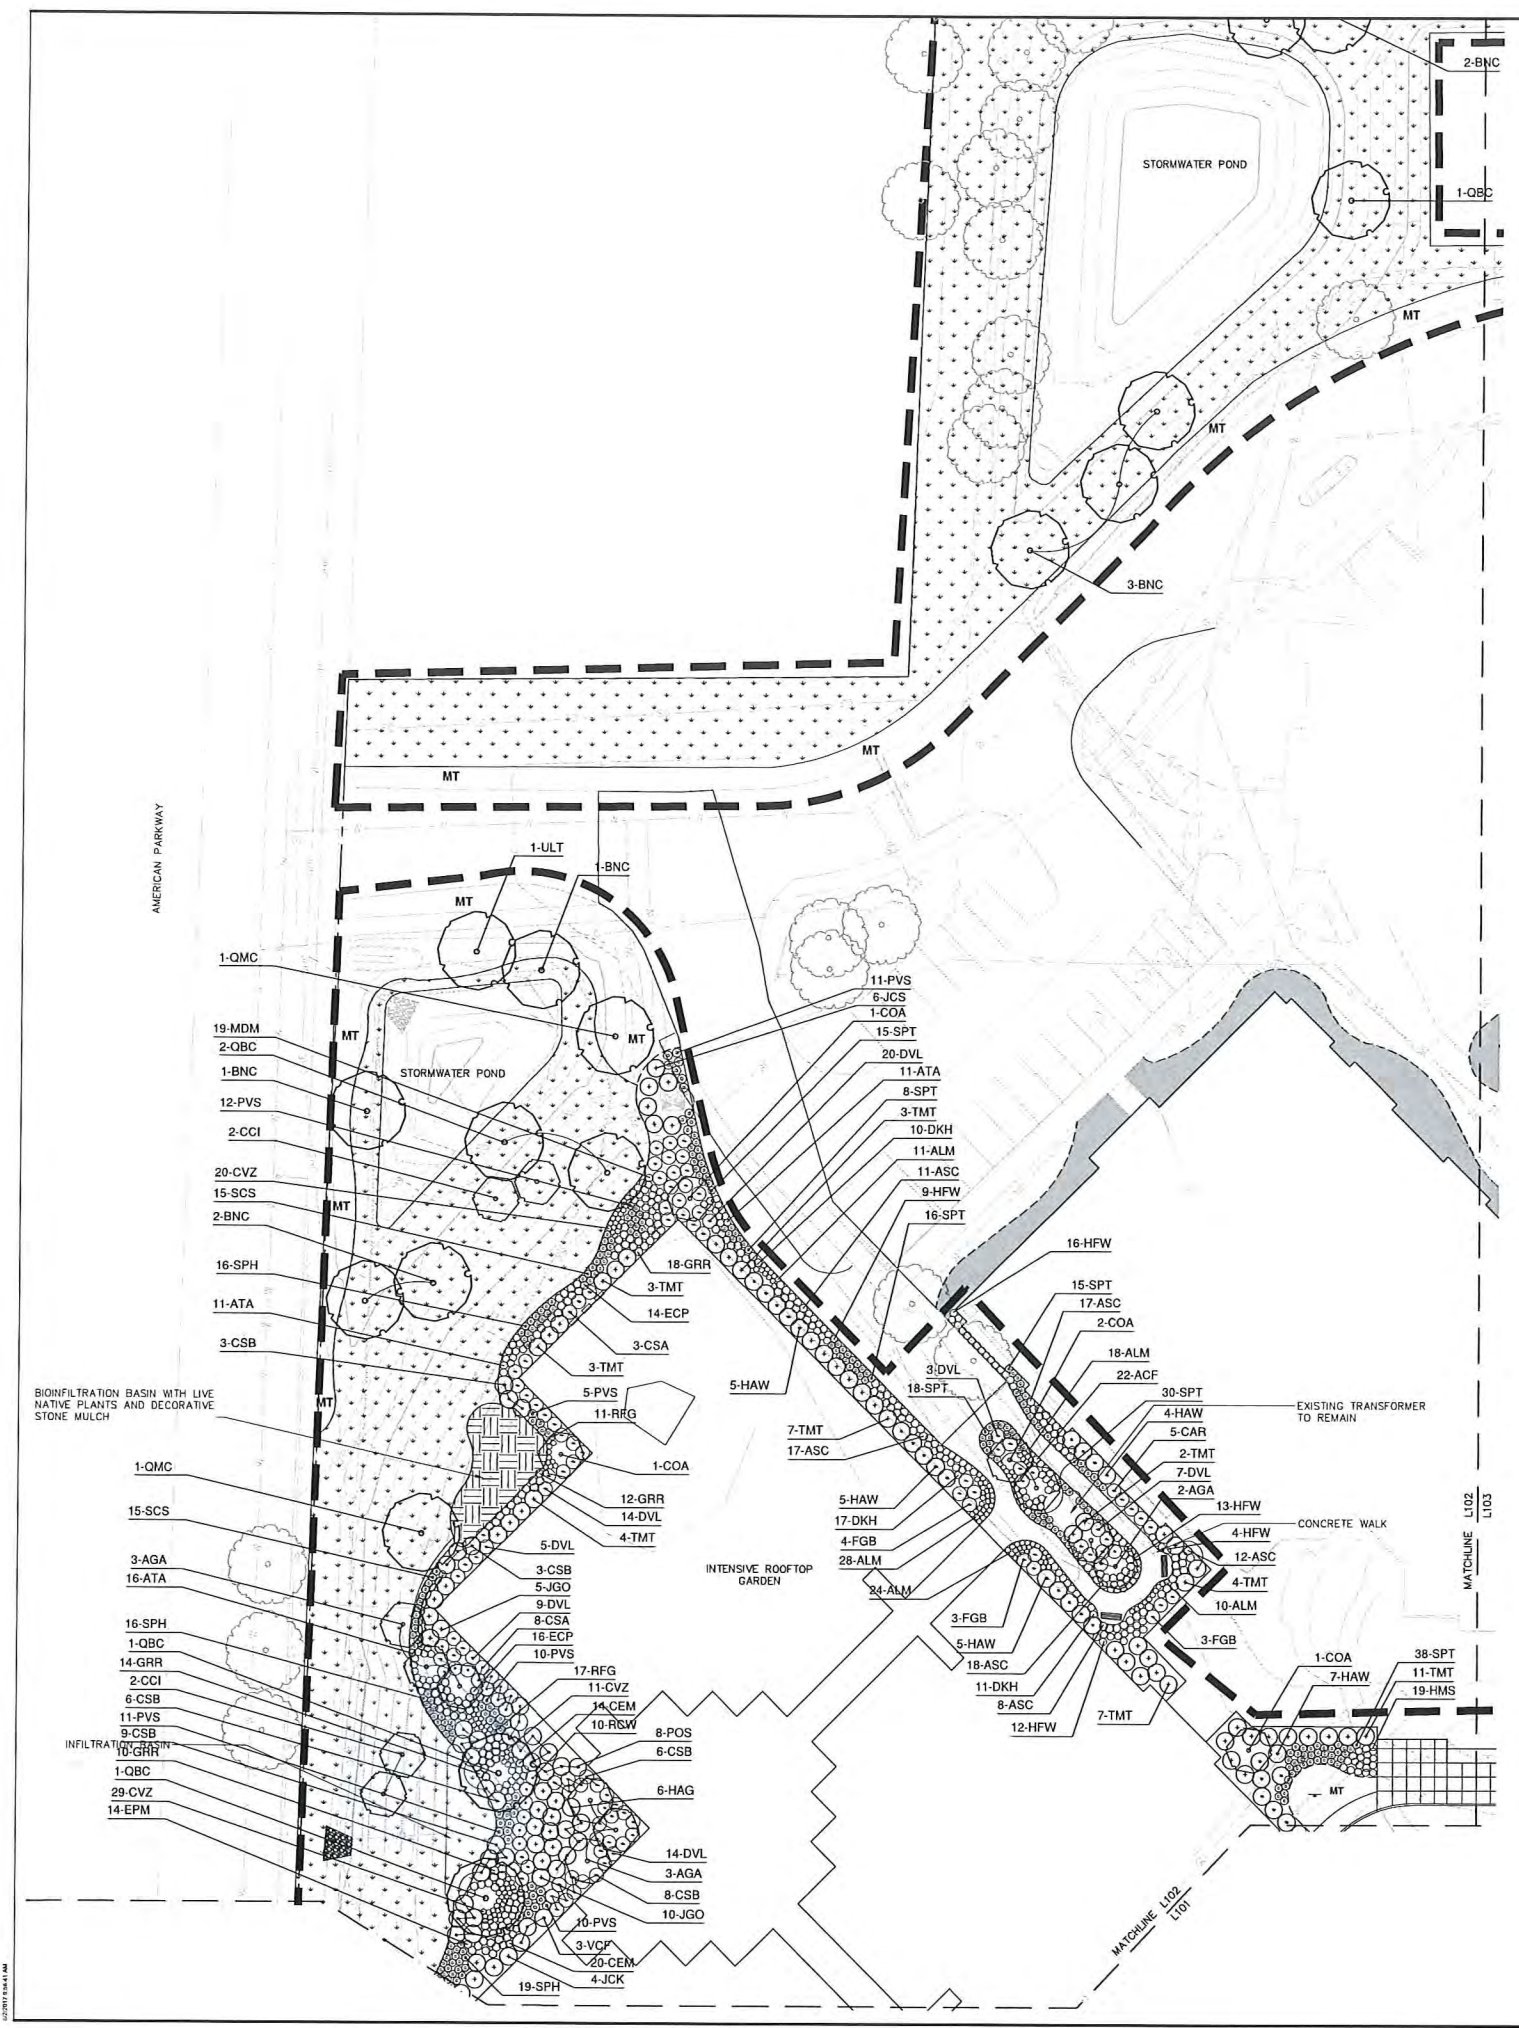 2-BNC
STORMWATER POND
1-QBC
MT
MT
3-BNC
MT
MT
AMERICAN PARKWAY
1-ULT
1-BNC
MT
1-QMC
11-PVS
6-JCS
1-COA
15-SPT
20-DVL
11-ATA
8-SPT
3-TMT
10-DKH
11-ALM
11-ASC
9-HFW
16-SPT
MT
MT
19-MDM
2-QBC
1-BNC
STORMWATER POND
12-PVS
2-CCI
20-CVZ
15-SCS
MT
2-BNC
16-SPH
11-ATA
3-CSB
18-GRR
3-TMT
14-ECP
3-CSA
3-TMT
16-HFW
15-SPT
17-ASC
2-COA
18-ALM
22-ACF
30-SPT
4-HAW
5-CAR
2-TMT
7-DVL
2-AGA
13-HFW
4-HFW
12-ASC
4-TMT
10-ALM
3-FGB
EXISTING TRANSFORMER
TO REMAIN
CONCRETE WALK
3-DVL
18-SPT
5-HAW
5-PVS
11-RFG
BIOINFILTRATION BASIN WITH LIVE
NATIVE PLANTS AND DECORATIVE
STONE MULCH
MT
7-TMT
17-ASC
1-COA
1-QMC
12-GRR
14-DVL
4-TMT
5-HAW
17-DKH
4-FGB
28-ALM
24-ALM
15-SCS
5-DVL
3-CSB
5-JGO
9-DVL
8-CSA
16-ECP
10-PVS
17-RFG
11-CVZ
14-CEM
10-RCW
8-POS
6-CSB
6-HAG
INTENSIVE ROOFTOP
GARDEN
3-AGA
16-ATA
16-SPH
1-QBC
14-GRR
2-CCI
6-CSB
11-PVS
9-CSB
INFILTRATION BASIN
10-GRR
1-QBC
29-CVZ
14-EPM
3-FGB
5-HAW
18-ASC
11-DKH
8-ASC
12-HFW
7-TMT
1-COA
7-HAW
38-SPT
11-TMT
19-HMS
MT
MATCHLINE L102
L103
14-DVL
3-AGA
8-CSB
10-JGO
10-PVS
3-VCF
20-CEM
4-JCK
19-SPH
MATCHLINE L102
L101